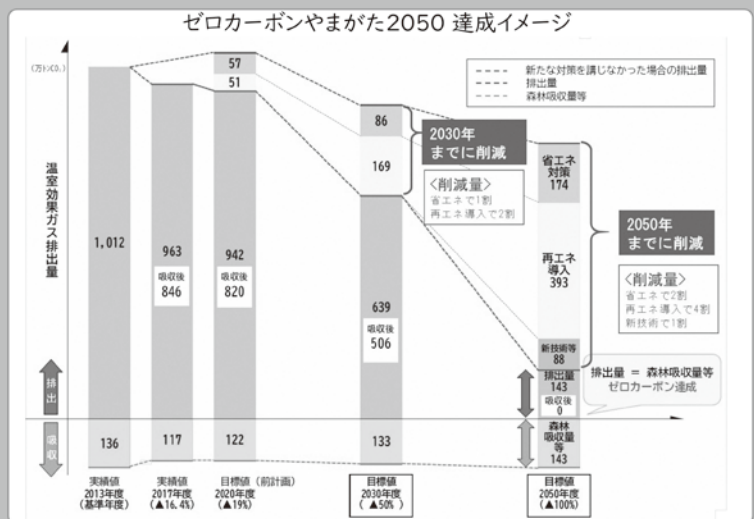 ゼロカーボンやまがた2050 達成イメージ
(万トンCO₂)
新たな対策を講じなかった場合の排出量
排出量
森林吸収量等
温室効果ガス排出量
1,012
963
吸収後
846
57
51
942
吸収後
820
86
169
639
吸収後
506
2030年
までに削減
〈削減量〉
省エネで1割
再エネ導入で2割
省エネ
対策
174
再エネ
導入
393
新技術等
88
排出量
143
吸収後
0
2050年
までに削減
〈削減量〉
省エネで2割
再エネ導入で4割
新技術で1割
排出量 = 森林吸収量等
ゼロカーボン達成
排出
吸収
136
117
122
133
森林
吸収量
等
143
実績値
2013年度
(基準年度)
実績値
2017年度
(▲16.4%)
目標値(前計画)
2020年度
(▲19%)
目標値
2030年度
(▲50%)
目標値
2050年度
(▲100%)